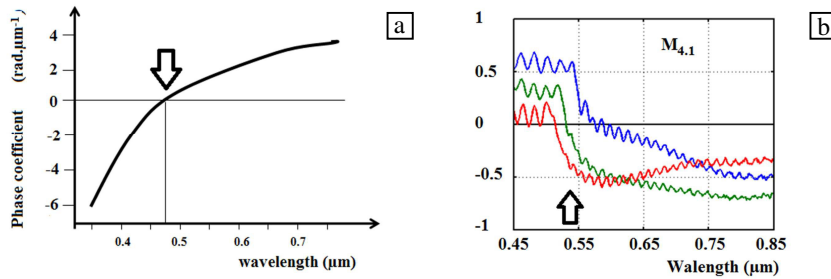 a
Phase coefficient (rad.µm⁻¹)
4
2
0
-2
-4
-6
0.4 0.5 0.6 0.7
wavelength (µm)
b
M4.1
1
0.5
0
-0.5
-1
0.45 0.55 0.65 0.75 0.85
Walength (µm)